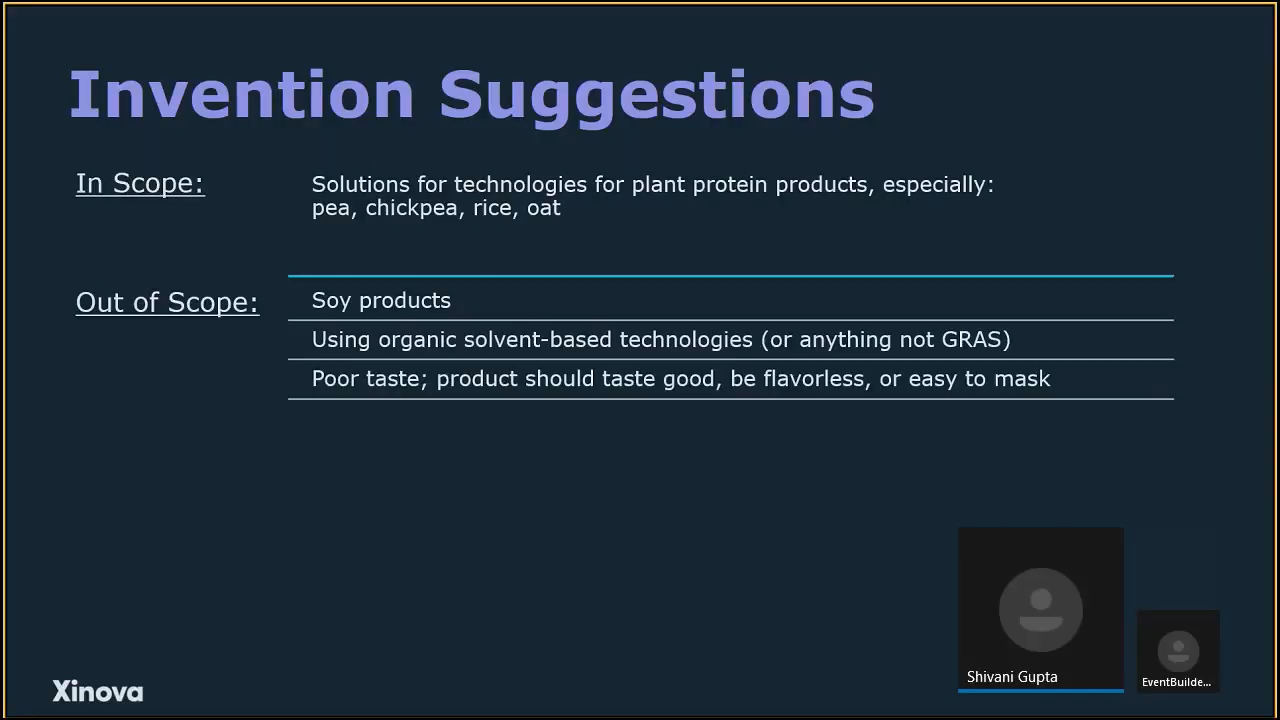 Invention Suggestions
In Scope:
Solutions for technologies for plant protein products, especially:
pea, chickpea, rice, oat
Out of Scope:
Soy products
Using organic solvent-based technologies (or anything not GRAS)
Poor taste; product should taste good, be flavorless, or easy to mask
Xinova
Shivani Gupta
EventBuilde...